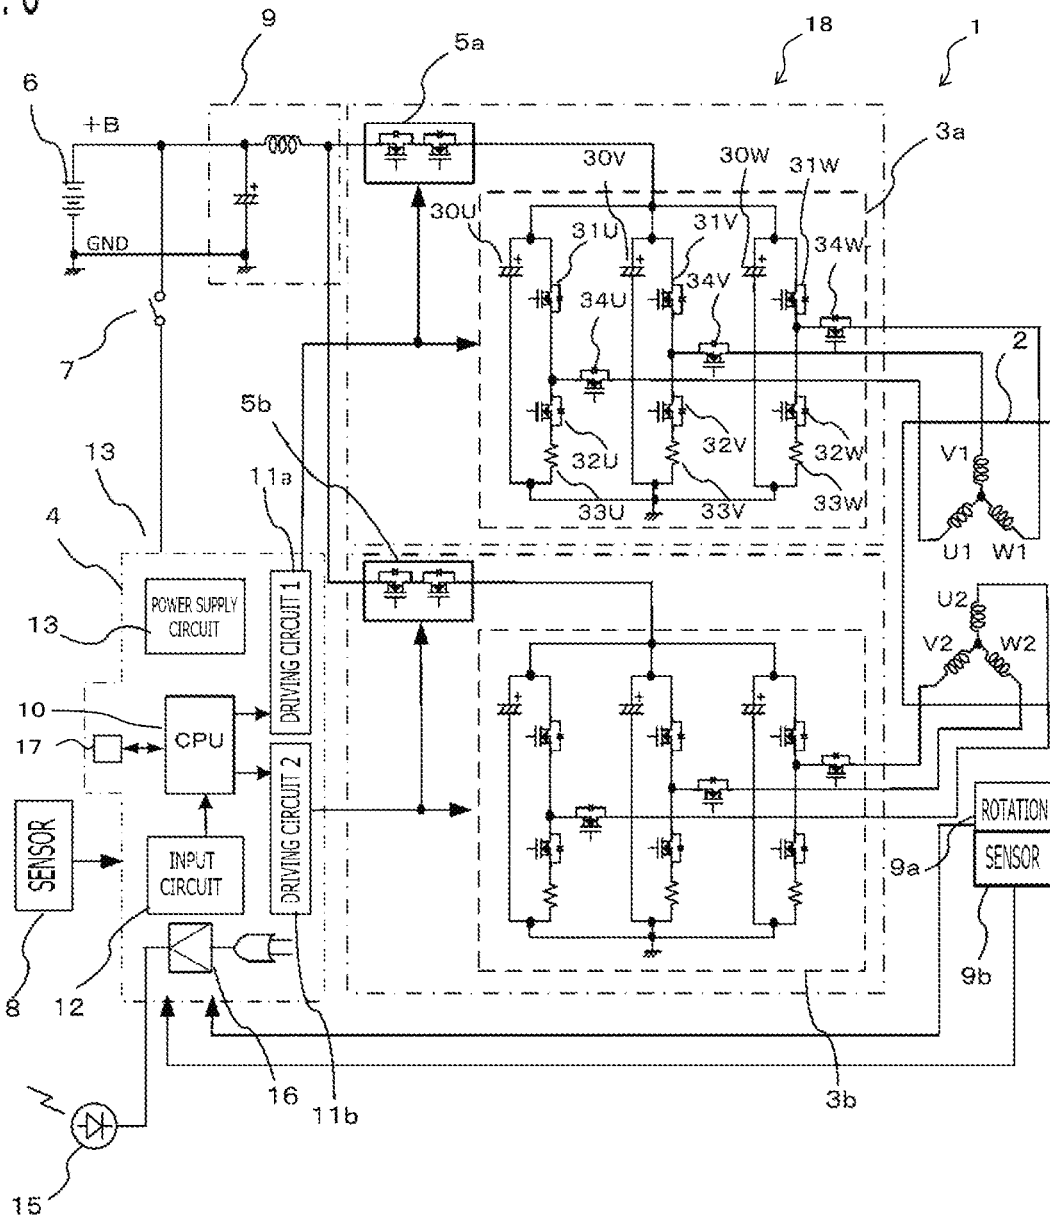 9
5a
18
1
6
+B
3a
30V
30W
31W
30U
31U
31V
34W
GND
34U
34V
7
2
5b
32U
32V
32W
V1
13
11a
33U
33V
33W
4
U1
W1
POWER SUPPLY
CIRCUIT
DRIVING CIRCUIT 1
U2
13
V2
W2
10
CPU
17
DRIVING CIRCUIT 2
ROTATION
SENSOR
SENSOR
INPUT
CIRCUIT
9a
9b
8
12
16
11b
3b
15